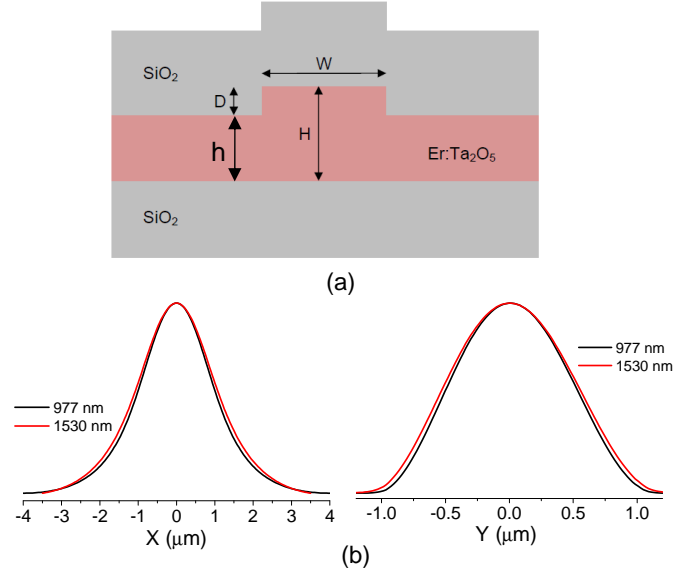 W
SiO₂
D
H
h
Er:Ta₂O₅
SiO₂
(a)
977 nm
1530 nm
977 nm
1530 nm
-4 -3 -2 -1 0 1 2 3 4
X (μm)
-1.0 -0.5 0.0 0.5 1.0
Y (μm)
(b)